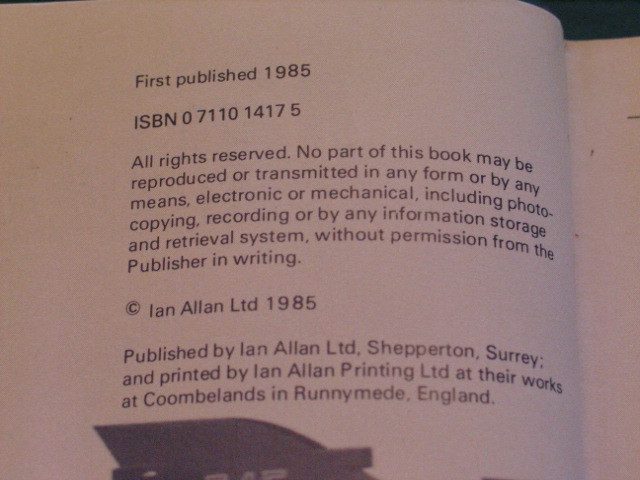 First published 1985
ISBN 0 7110 1417 5
All rights reserved. No part of this book may be
reproduced or transmitted in any form or by any
means, electronic or mechanical, including photo-
copying, recording or by any information storage
and retrieval system, without permission from the
Publisher in writing.
© Ian Allan Ltd 1985
Published by Ian Allan Ltd, Shepperton, Surrey;
and printed by Ian Allan Printing Ltd at their works
at Coombelands in Runnymede, England.